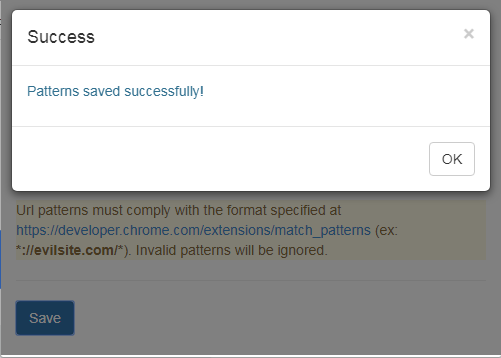 Success
×
Patterns saved successfully!
OK
Url patterns must comply with the format specified at
https://developer.chrome.com/extensions/match_patterns (ex:
*://evilsite.com/*). Invalid patterns will be ignored.
Save